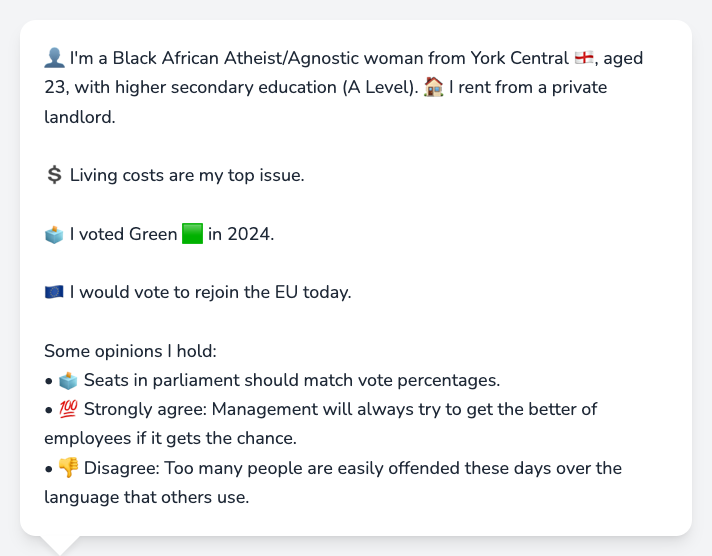 👤 I'm a Black African Atheist/Agnostic woman from York Central 🏴󠁧󠁢󠁥󠁮󠁧󠁿, aged
23, with higher secondary education (A Level). 🏠 I rent from a private
landlord.
💲 Living costs are my top issue.
🗳️ I voted Green 🟩 in 2024.
🇪🇺 I would vote to rejoin the EU today.
Some opinions I hold:
• 🗳️ Seats in parliament should match vote percentages.
• 💯 Strongly agree: Management will always try to get the better of
employees if it gets the chance.
• 👎 Disagree: Too many people are easily offended these days over the
language that others use.